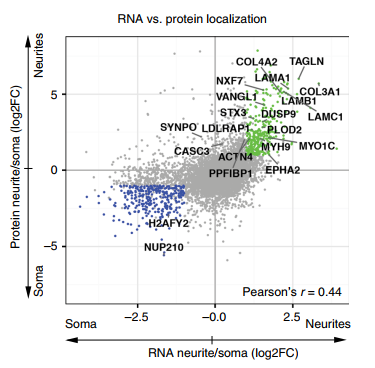 RNA vs. protein localization
Neurites
Protein neurite/soma (log2FC)
Soma
5
0
−5
COL4A2 TAGLN
NXF7 LAMA1
COL3A1
VANGL1 LAMB1
STX3 DUSP9 LAMC1
SYNPO LDLRAP1 PLOD2
CASC3 MYH9 MYO1C
ACTN4
PPFIBP1 EPHA2
H2AFY2
NUP210
Pearson's r = 0.44
Soma −2.5 −0.0 2.5 Neurites
RNA neurite/soma (log2FC)